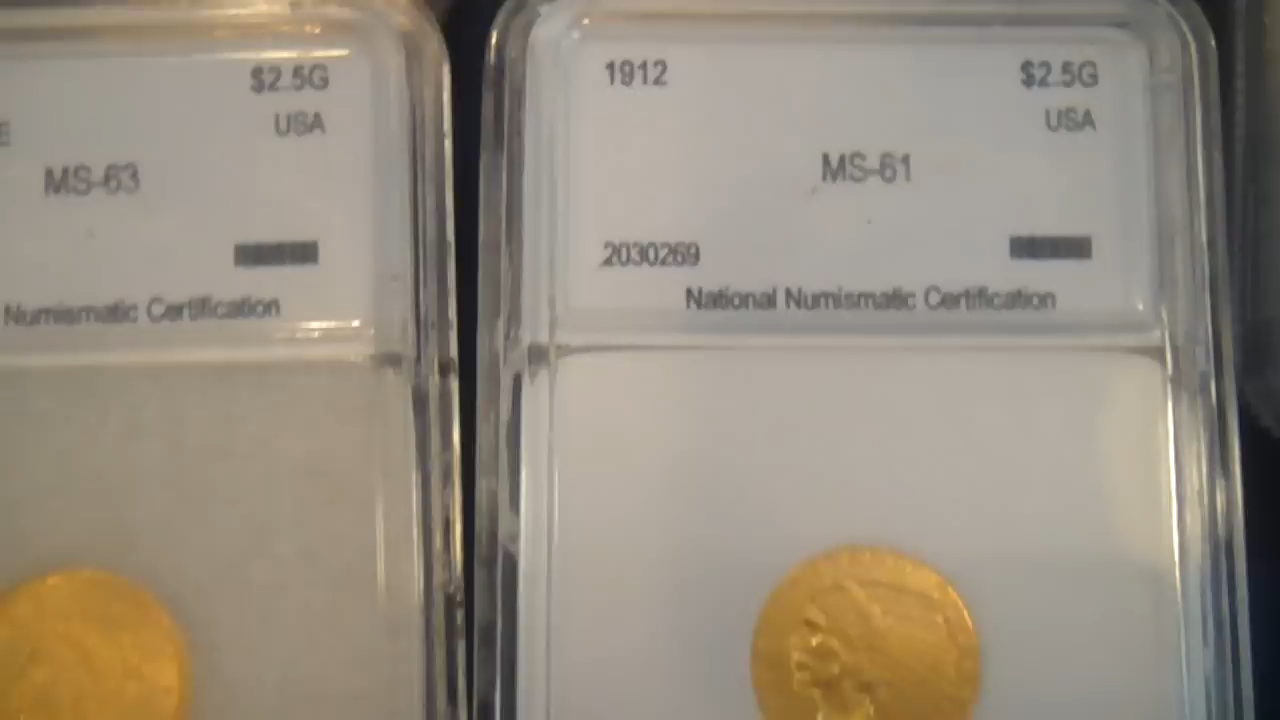 $2.5G
USA
E
MS-63
Numismatic Certification
1912 $2.5G
USA
MS-61
2030269
National Numismatic Certification